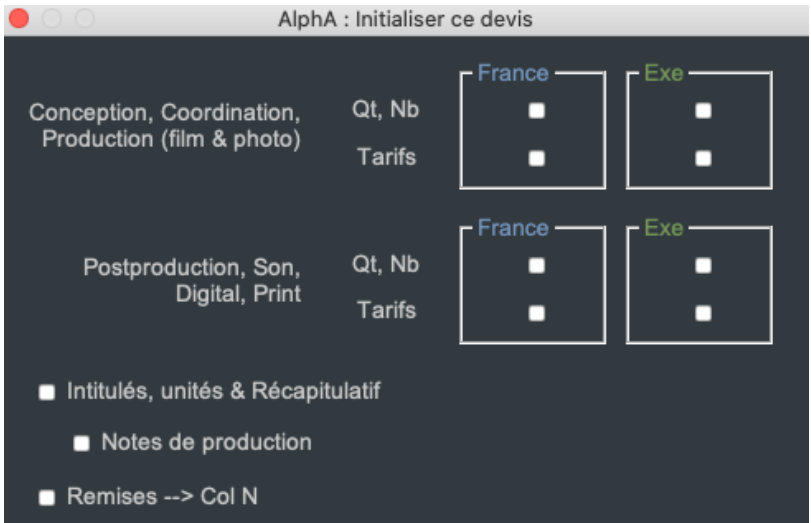 AlphA : Initialiser ce devis
France Exe
Conception, Coordination, Qt, Nb
Production (film & photo)
Tarifs
France Exe
Postproduction, Son, Qt, Nb
Digital, Print
Tarifs
Intitulés, unités & Récapitulatif
Notes de production
Remises --> Col N